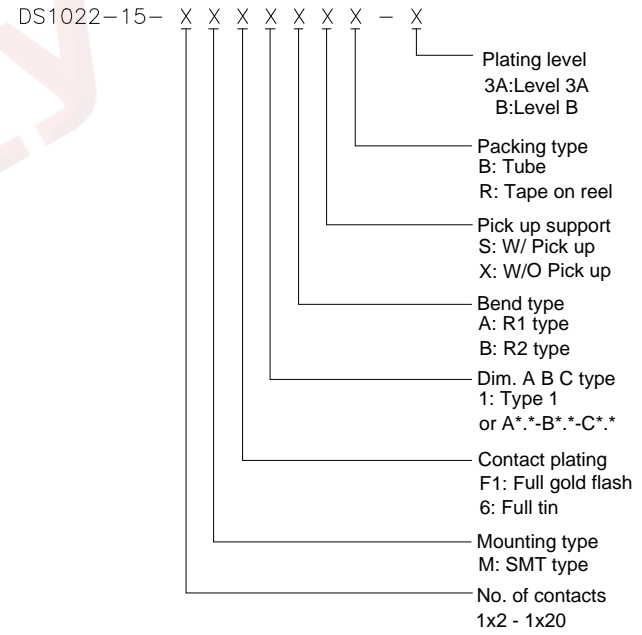 DS1022-15- X X X X X X X - X
Plating level
3A:Level 3A
B:Level B
Packing type
B: Tube
R: Tape on reel
Pick up support
S: W/ Pick up
X: W/O Pick up
Bend type
A: R1 type
B: R2 type
Dim. A B C type
1: Type 1
or A*.*-B*.*-C*.*
Contact plating
F1: Full gold flash
6: Full tin
Mounting type
M: SMT type
No. of contacts
1x2 - 1x20